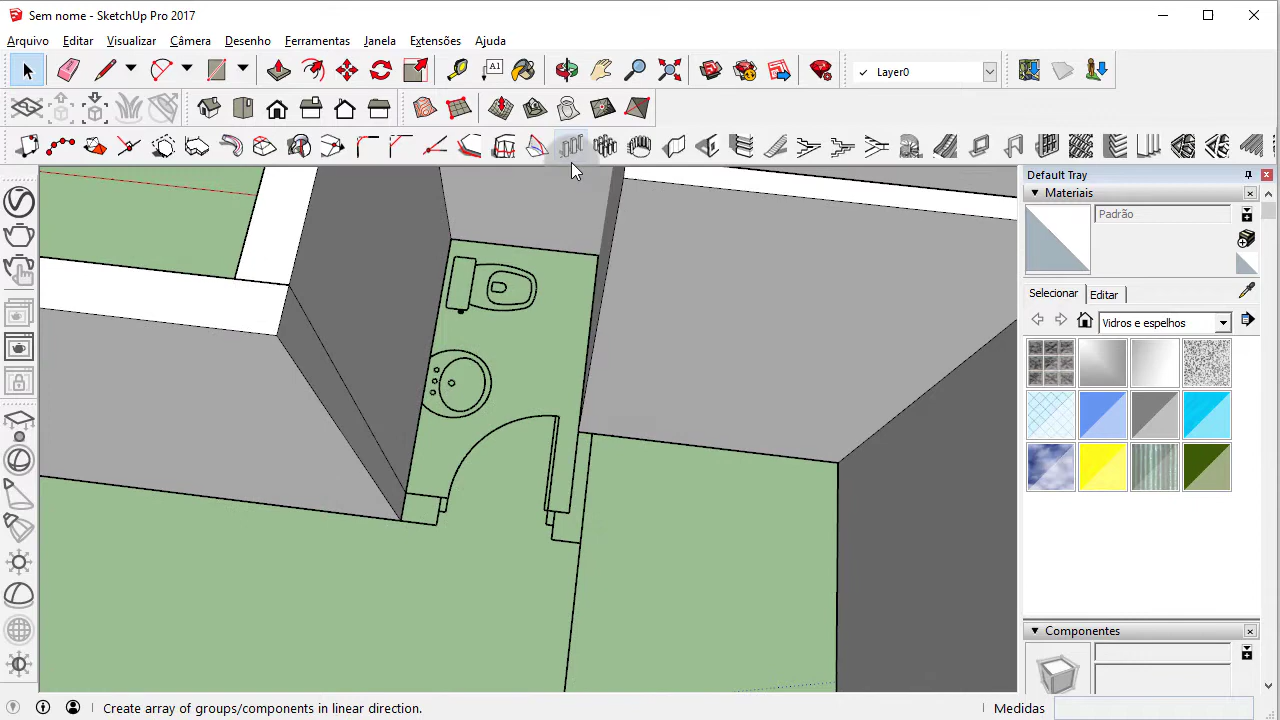 Sem nome - SketchUp Pro 2017
Arquivo Editar Visualizar Câmera Desenho Ferramentas Janela Extensões Ajuda
A1
Layer0
Default Tray
Materiais
Padrão
Selecionar Editar
Vidros e espelhos
Componentes
Create array of groups/components in linear direction.
Medidas